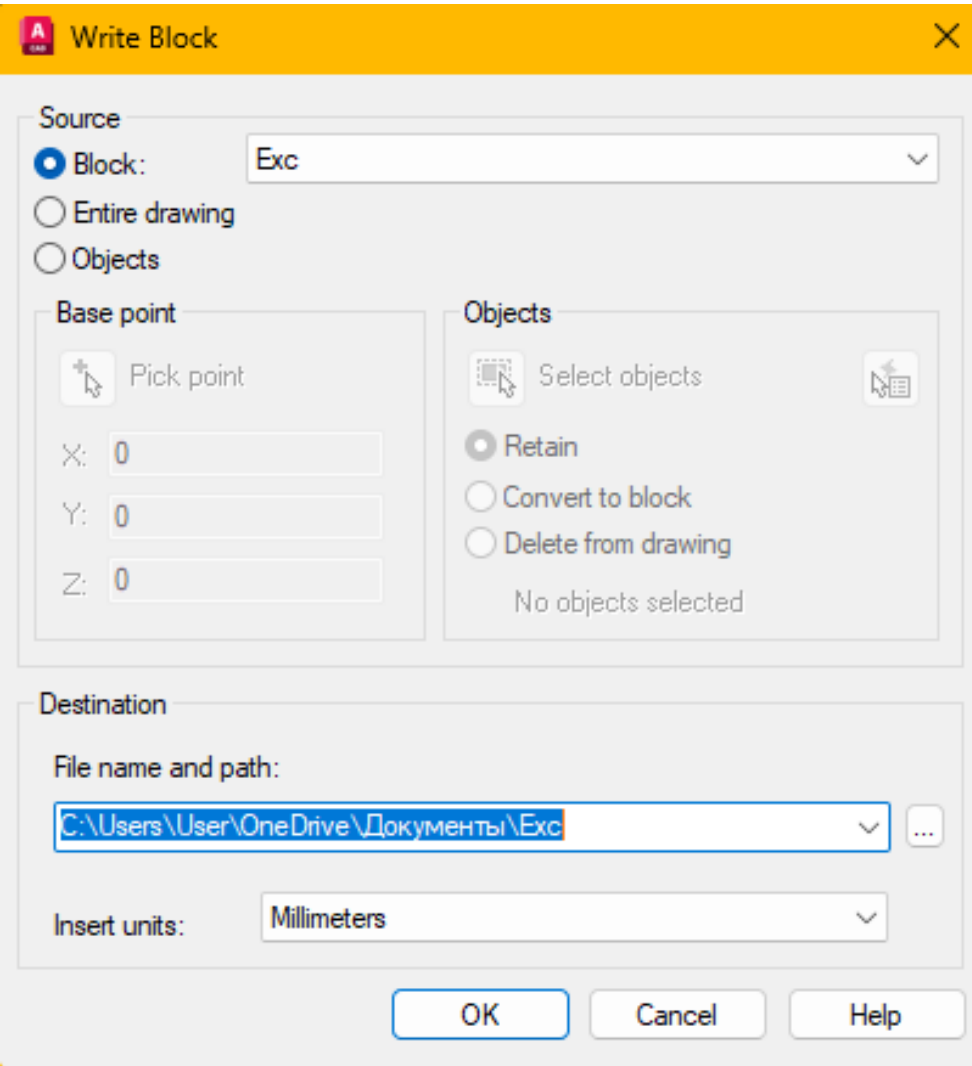 A
CAD
Write Block
Source
Block:
Exc
Entire drawing
Objects
Base point
Pick point
X: 0
Y: 0
Z: 0
Objects
Select objects
Retain
Convert to block
Delete from drawing
No objects selected
Destination
File name and path:
C:\Users\User\OneDrive\Документы\Exc
...
Insert units:
Millimeters
OK
Cancel
Help